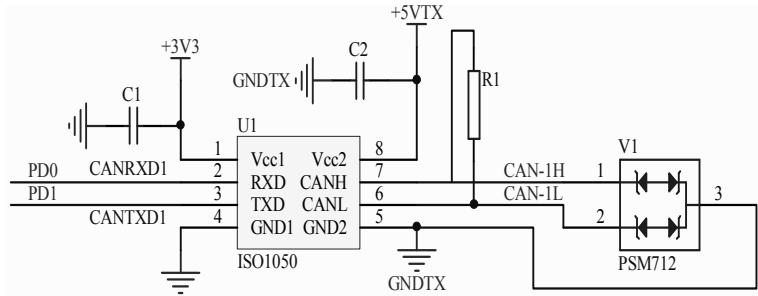 +5VTX
+3V3
C2
GNDTX
R1
C1
U1
V1
1
Vcc1
Vcc2
8
PD0
CANRXD1
2
RXD
CANH
7
CAN-1H
1
PD1
CANTXD1
3
TXD
CANL
6
CAN-1L
3
4
GND1
GND2
5
2
ISO1050
GNDTX
PSM712